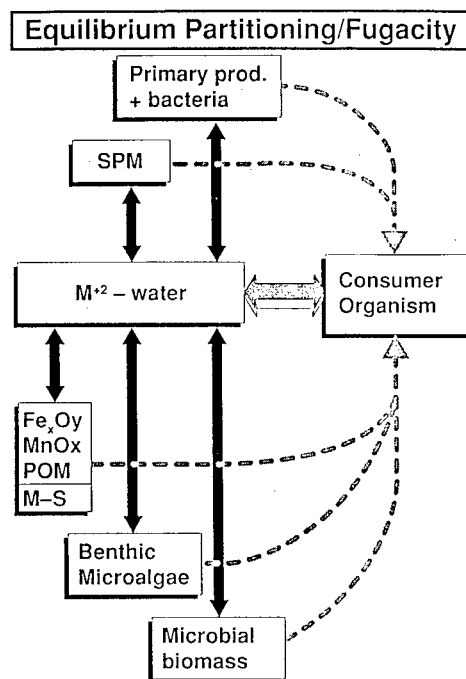 Equilibrium Partitioning/Fugacity
Primary prod.
+ bacteria
SPM
M+2 – water
Consumer
Organism
FexOy
MnOx
POM
M–S
Benthic
Microalgae
Microbial
biomass